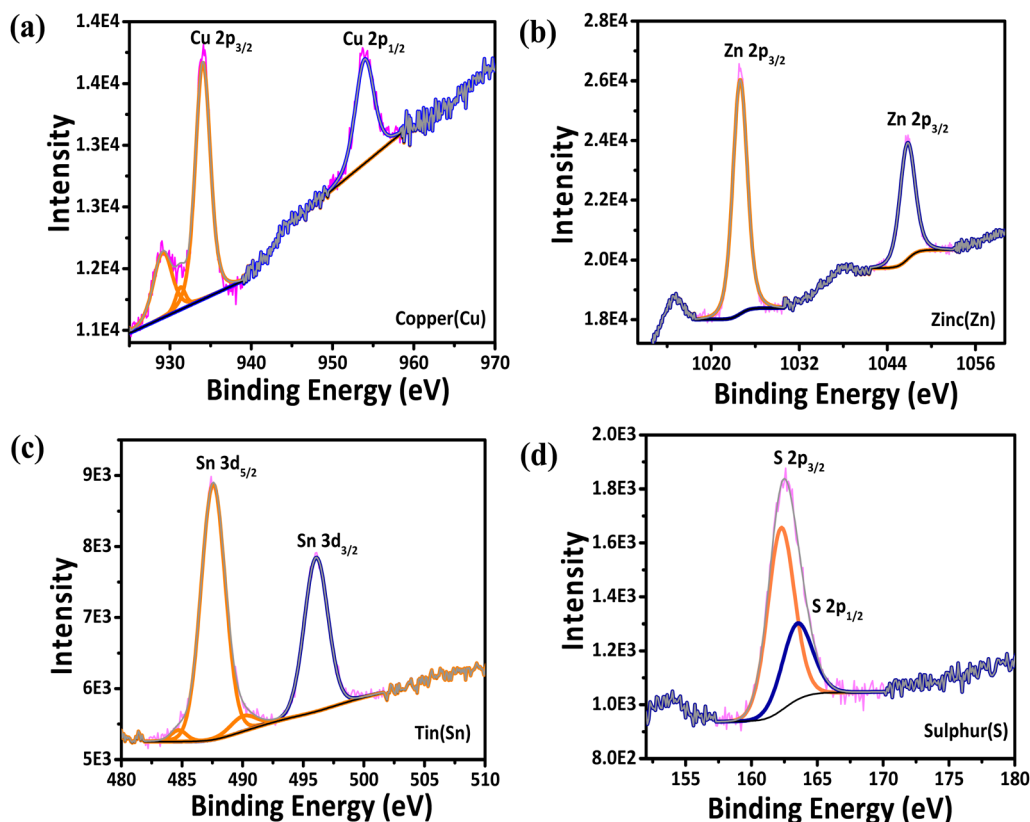 (a)
Cu 2p3/2
Cu 2p1/2
1.4E4
1.4E4
1.3E4
1.3E4
1.2E4
1.1E4
Intensity
Copper(Cu)
930 940 950 960 970
Binding Energy (eV)
(b)
Zn 2p3/2
Zn 2p3/2
2.8E4
2.6E4
2.4E4
2.2E4
2.0E4
1.8E4
Intensity
Zinc(Zn)
1020 1032 1044 1056
Binding Energy (eV)
(c)
Sn 3d5/2
Sn 3d3/2
9E3
8E3
7E3
6E3
5E3
Intensity
Tin(Sn)
480 485 490 495 500 505 510
Binding Energy (eV)
(d)
S 2p3/2
S 2p1/2
2.0E3
1.8E3
1.6E3
1.4E3
1.2E3
1.0E3
8.0E2
Intensity
Sulphur(S)
155 160 165 170 175 180
Binding Energy (eV)